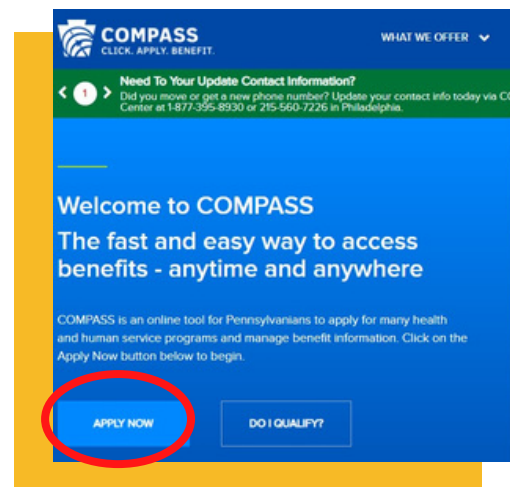 COMPASS
CLICK. APPLY. BENEFIT.
WHAT WE OFFER
1
Need To Your Update Contact Information?
Did you move or get a new phone number? Update your contact info today via CO
Center at 1-877-395-8930 or 215-560-7226 in Philadelphia.
Welcome to COMPASS
The fast and easy way to access
benefits - anytime and anywhere
COMPASS is an online tool for Pennsylvanians to apply for many health
and human service programs and manage benefit information. Click on the
Apply Now button below to begin.
APPLY NOW
DO I QUALIFY?